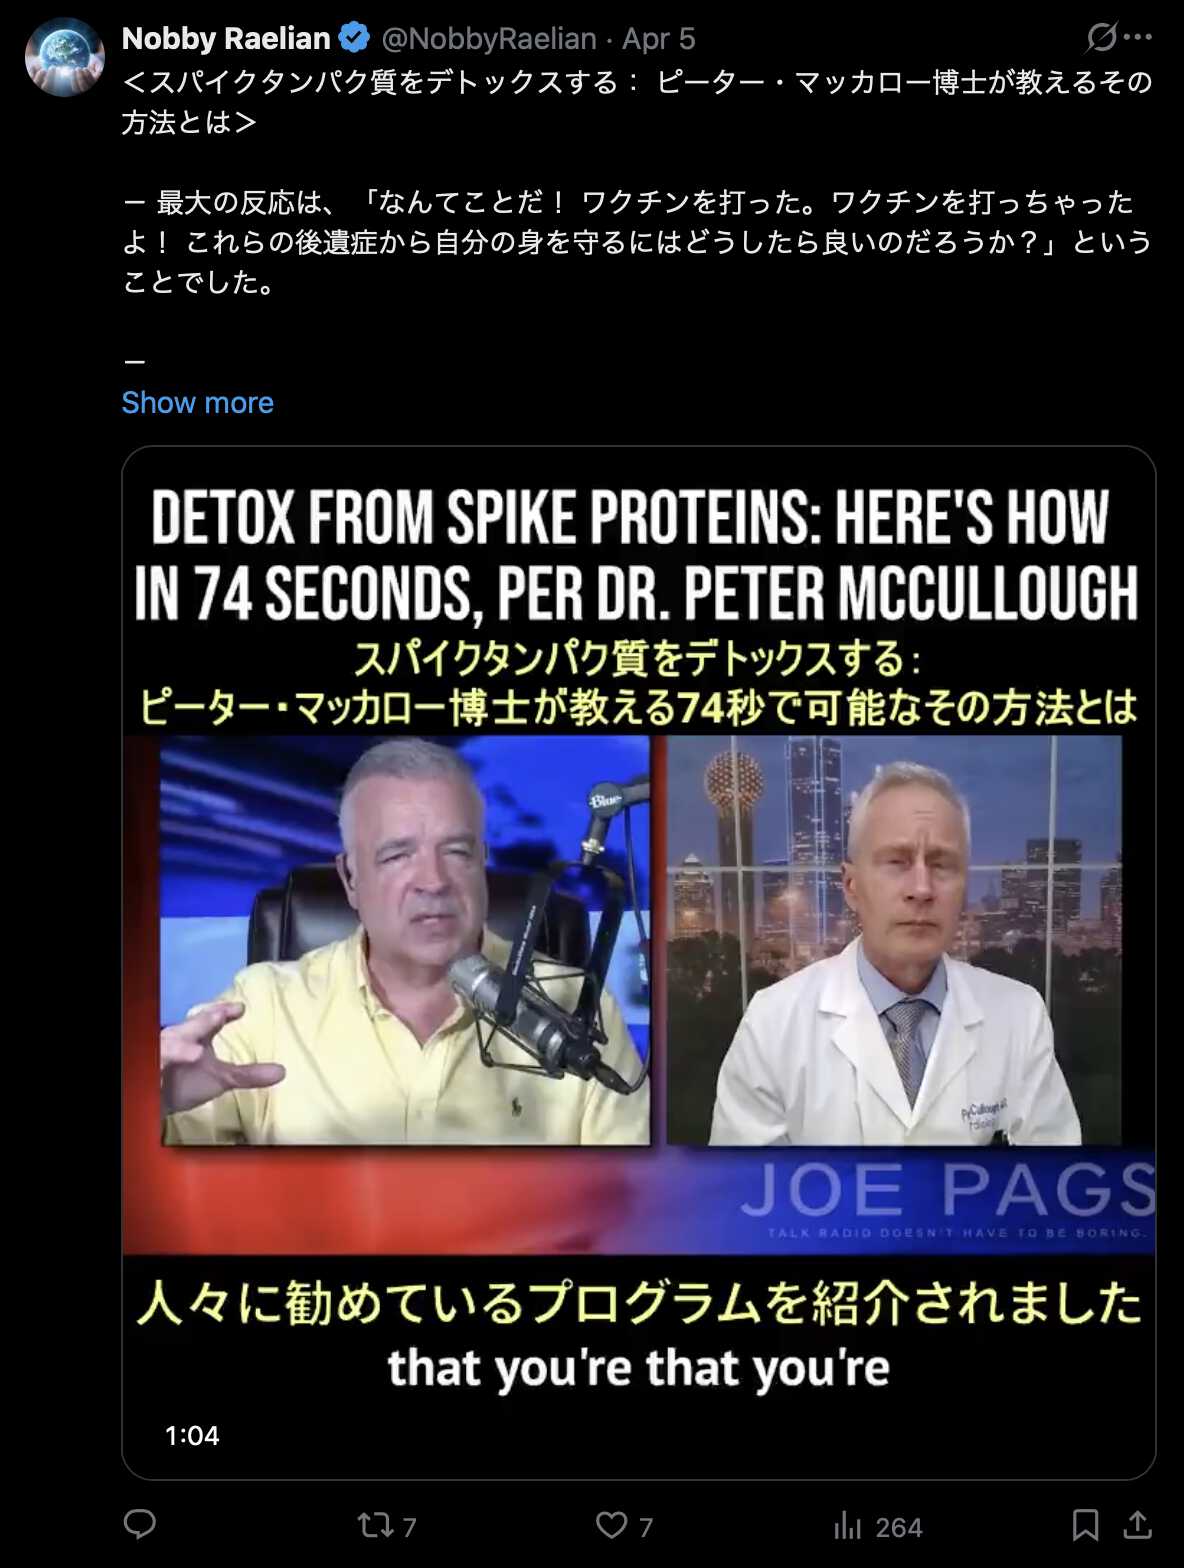 Nobby Raelian @NobbyRaelian · Apr 5
＜スパイクタンパク質をデトックスする： ピーター・マッカロー博士が教えるその
方法とは＞
– 最大の反応は、「なんてことだ！ ワクチンを打った。ワクチンを打っちゃった
よ！ これらの後遺症から自分の身を守るにはどうしたら良いのだろうか？」という
ことでした。
–
Show more
DETOX FROM SPIKE PROTEINS: HERE'S HOW
IN 74 SECONDS, PER DR. PETER MCCULLOUGH
スパイクタンパク質をデトックスする：
ピーター・マッカロー博士が教える74秒で可能なその方法とは
Blue
JOE PAGS
TALK RADIO DOESN'T HAVE TO BE BORING.
人々に勧めているプログラムを紹介されました
that you're that you're
1:04
7
7
264